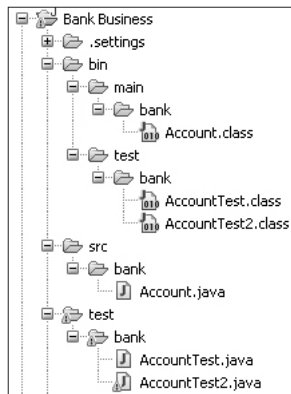 Bank Business
.settings
bin
main
bank
Account.class
test
bank
AccountTest.class
AccountTest2.class
src
bank
Account.java
test
bank
AccountTest.java
AccountTest2.java